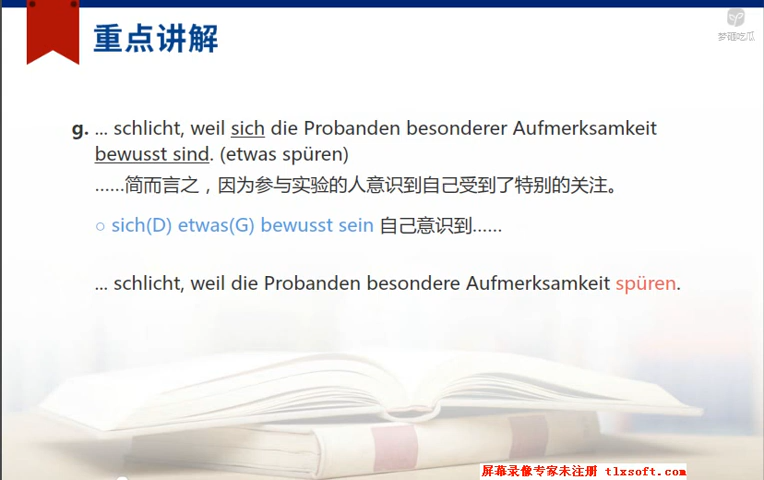 重点讲解
梦砸吃瓜
g. ... schlicht, weil sich die Probanden besonderer Aufmerksamkeit
bewusst sind. (etwas spüren)
……简而言之，因为参与实验的人意识到自己受到了特别的关注。
○ sich(D) etwas(G) bewusst sein 自己意识到……
... schlicht, weil die Probanden besondere Aufmerksamkeit spüren.
屏幕录像专家未注册 tlxsoft.com